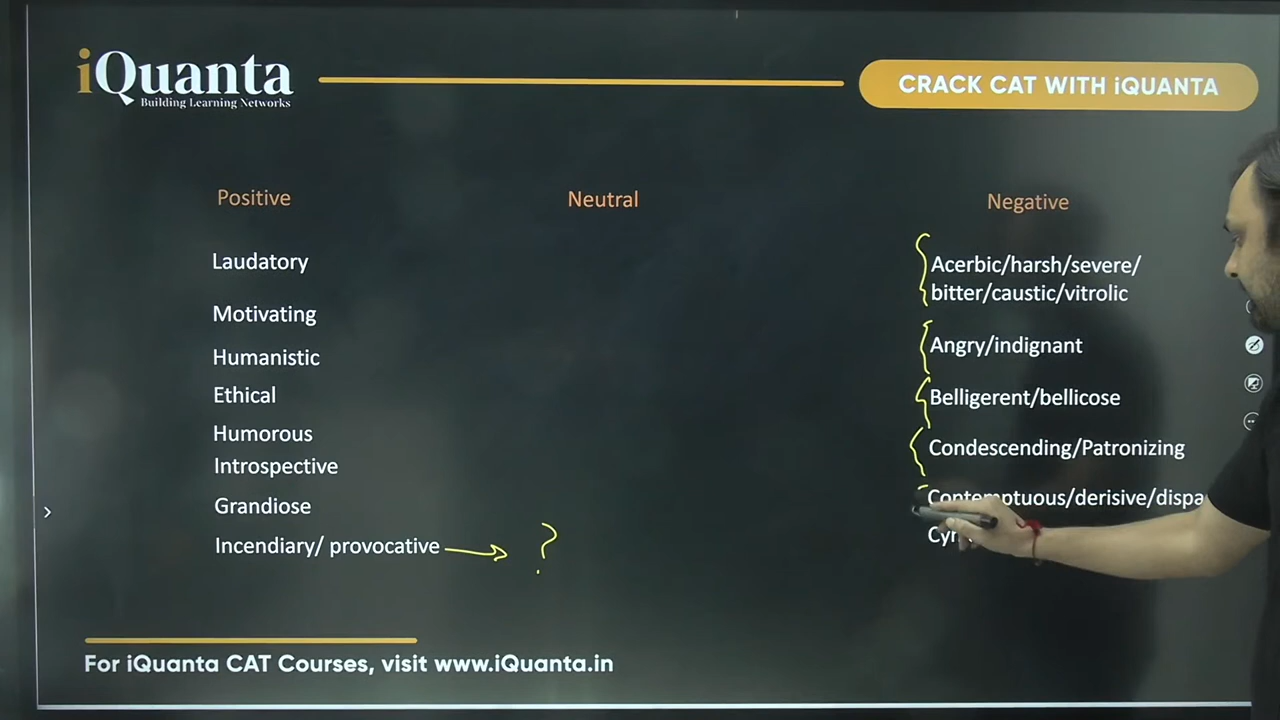 iQuanta
Building Learning Networks
CRACK CAT WITH iQUANTA
Positive
Neutral
Negative
Laudatory
Motivating
Humanistic
Ethical
Humorous
Introspective
Grandiose
Incendiary/ provocative
?
Acerbic/harsh/severe/
bitter/caustic/vitrolic
Angry/indignant
Belligerent/bellicose
Condescending/Patronizing
Contemptuous/derisive/
For iQuanta CAT Courses, visit www.iQuanta.in